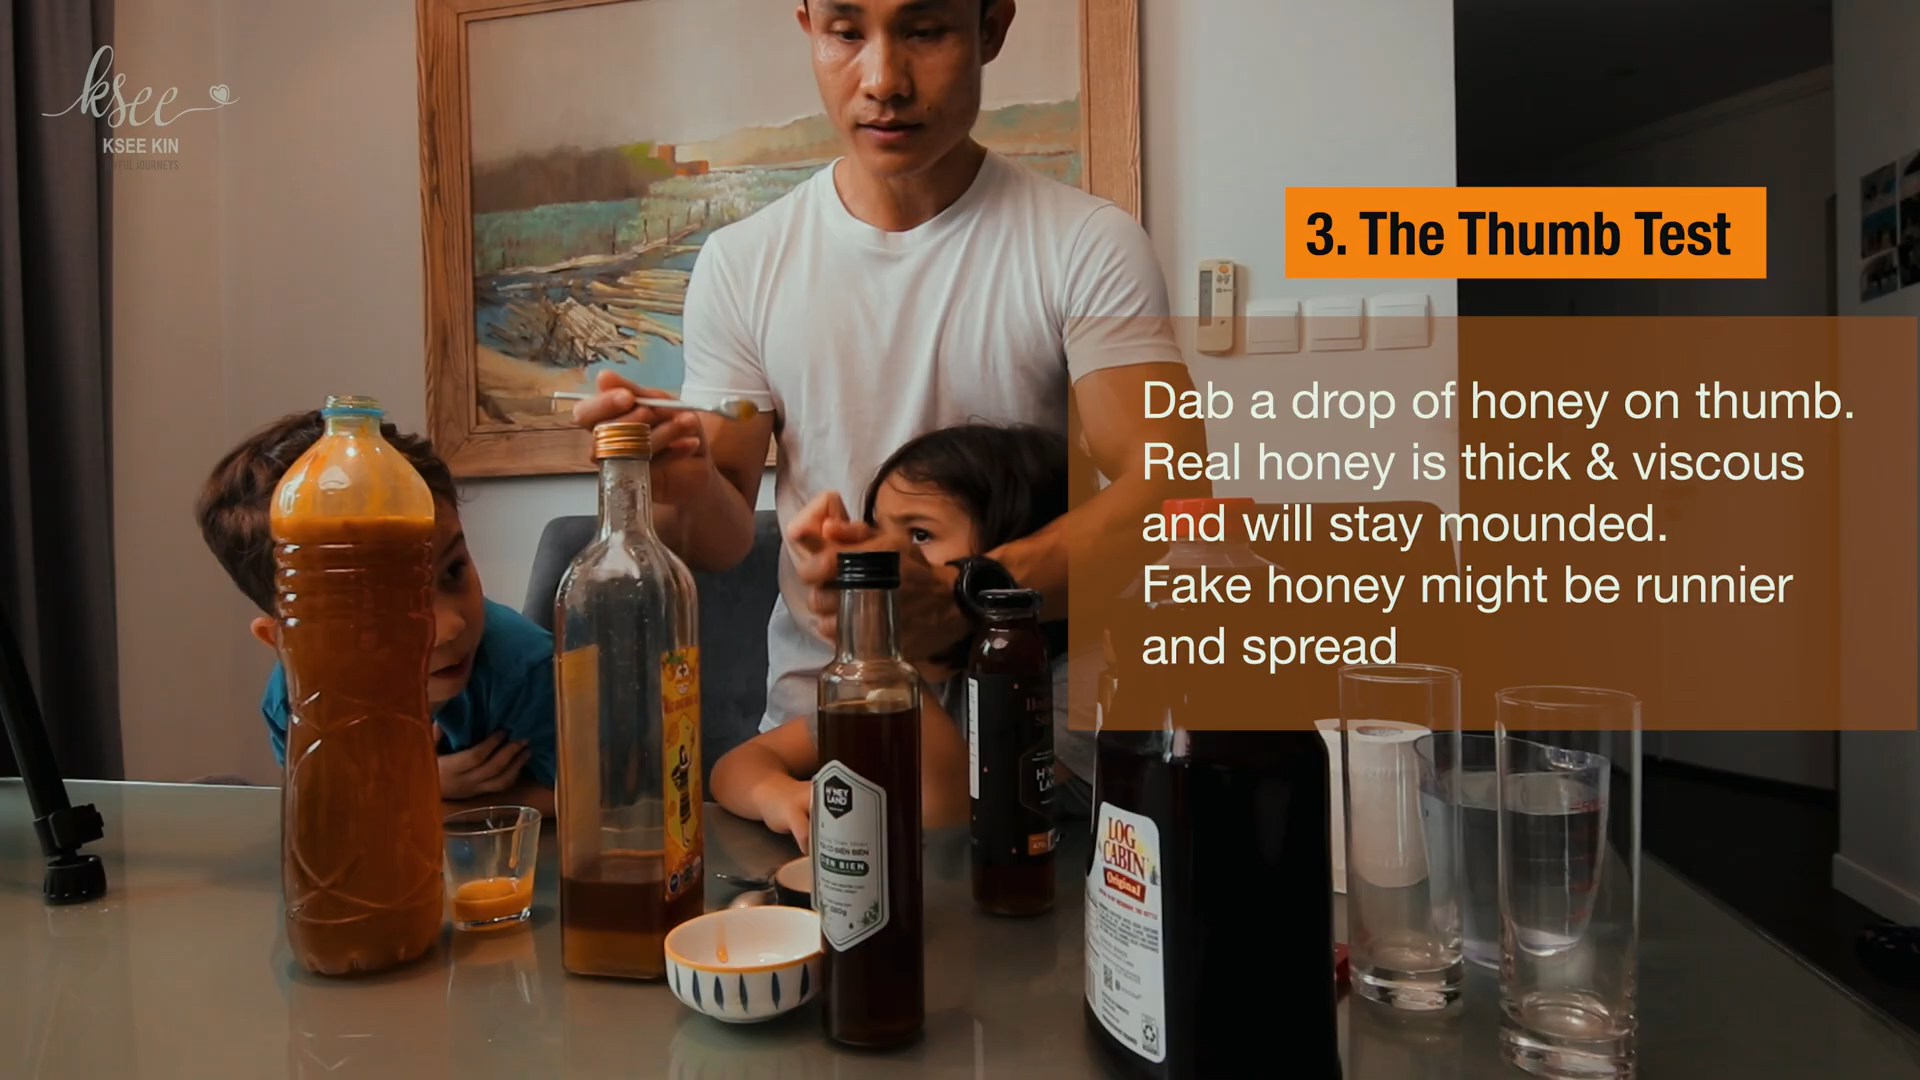 ksee
KSEE KIN
3. The Thumb Test
Dab a drop of honey on thumb.
Real honey is thick & viscous
and will stay mounded.
Fake honey might be runnier
and spread
H NEY
LAND
LOG
CABIN
Original